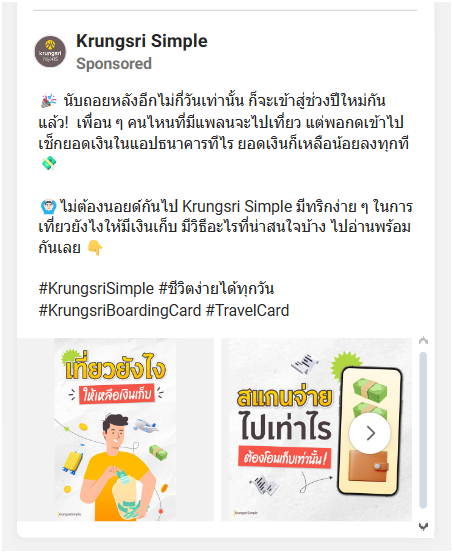 Krungsri Simple
krungsri
กรุงศรี
Sponsored
🎉 นับถอยหลังอีกไม่กี่วันเท่านั้น ก็จะเข้าสู่ช่วงปีใหม่กัน
แล้ว! เพื่อน ๆ คนไหนที่มีแพลนจะไปเที่ยว แต่พอกดเข้าไป
เช็กยอดเงินในแอปธนาคารทีไร ยอดเงินก็เหลือน้อยลงทุกที
💸
🙆🏻‍♂️ ไม่ต้องนอยด์กันไป Krungsri Simple มีทริกง่าย ๆ ในการ
เที่ยวยังไงให้มีเงินเก็บ มีวิธีอะไรที่น่าสนใจบ้าง ไปอ่านพร้อม
กันเลย 👇
#KrungsriSimple #ชีวิตง่ายได้ทุกวัน
#KrungsriBoardingCard #TravelCard
เที่ยวยังไง
ให้เหลือเงินเก็บ
KrungsriSimple
สแกนจ่าย
ไปเท่าไร
ต้องโอนเก็บเท่านั้น!
KrungsriSimple